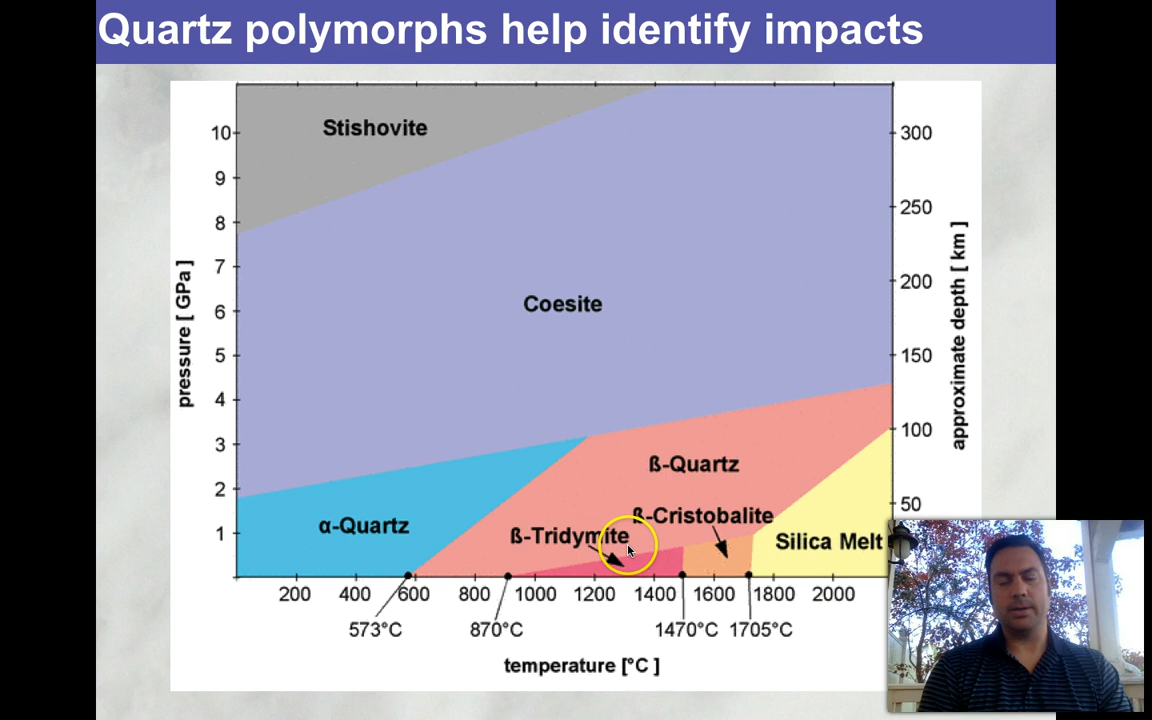 Quartz polymorphs help identify impacts
Stishovite
10
300
9
8
250
7
200
6
Coesite
5
150
4
100
3
ß-Quartz
2
50
ß-Cristobalite
α-Quartz
ß-Tridymite
1
Silica Melt
pressure [ GPa ]
approximate depth [ km ]
200 400 600 800 1000 1200 1400 1600 1800 2000
573°C 870°C 1470°C 1705°C
temperature [°C ]